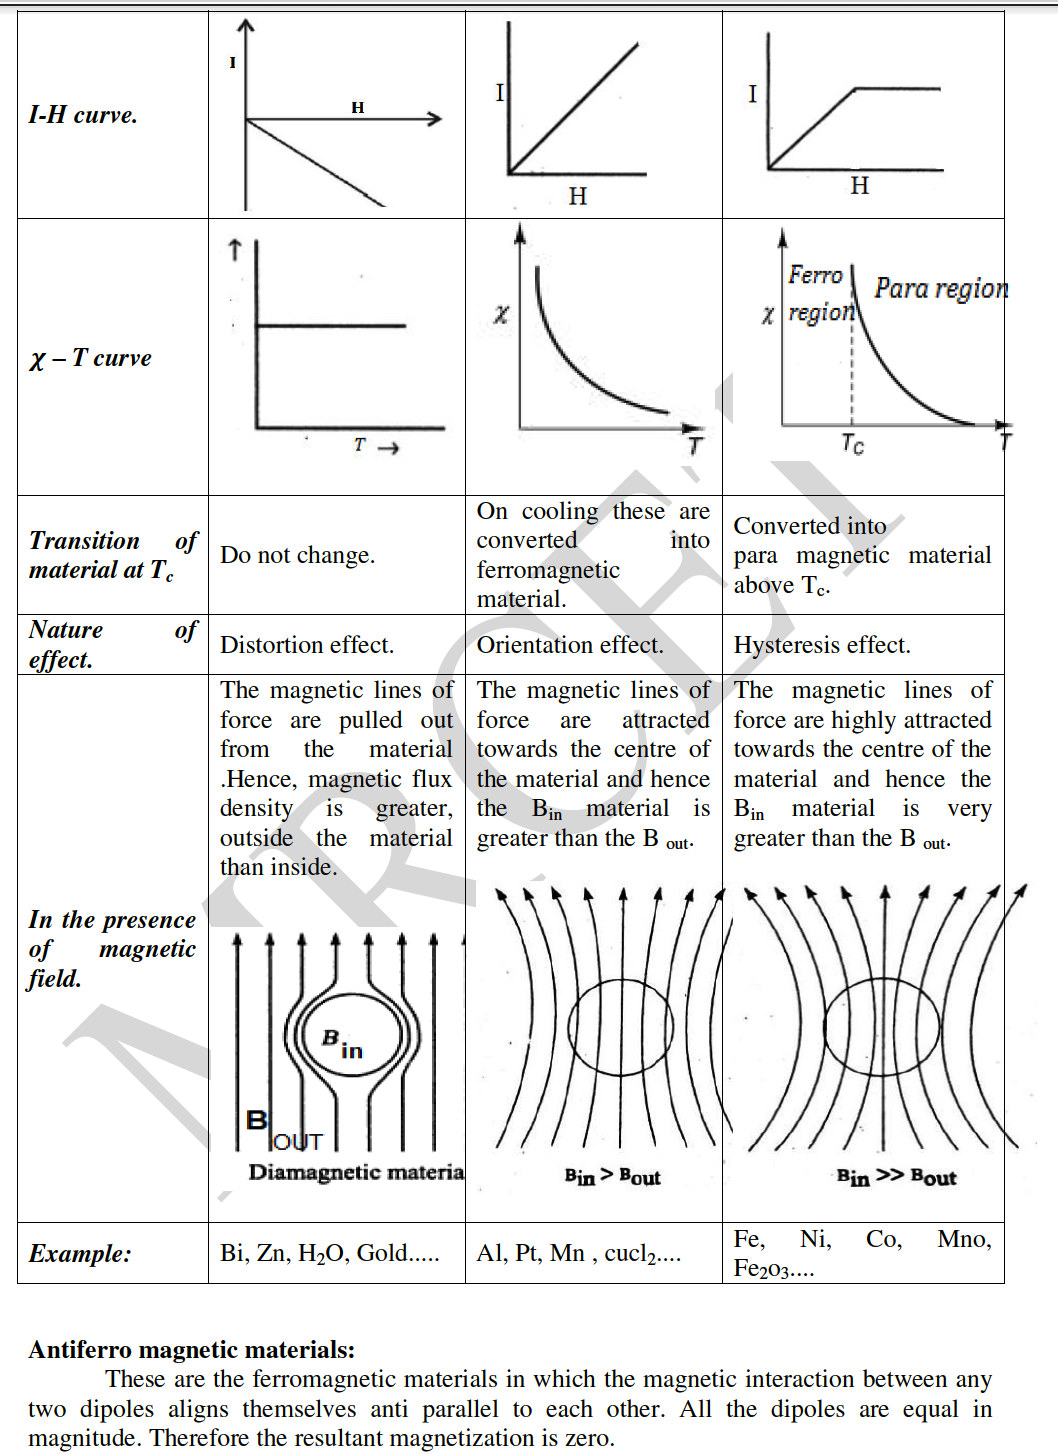 I-H curve.
I
H
I
H
I
H
χ – T curve
T
χ
T
Ferro
region
Para region
χ
TC
T
Transition of
material at Tc
Do not change.
On cooling these are
converted into
ferromagnetic
material.
Converted into
para magnetic material
above Tc.
Nature of
effect.
Distortion effect.
Orientation effect.
Hysteresis effect.
In the presence
of magnetic
field.
The magnetic lines of
force are pulled out
from the material
.Hence, magnetic flux
density is greater,
outside the material
than inside.
B in
B OUT
Diamagnetic materia
The magnetic lines of
force are attracted
towards the centre of
the material and hence
the Bin material is
greater than the B out.
Bin > Bout
The magnetic lines of
force are highly attracted
towards the centre of the
material and hence the
Bin material is very
greater than the B out.
Bin >> Bout
Example:
Bi, Zn, H2O, Gold.....
Al, Pt, Mn , cucl2....
Fe, Ni, Co, Mno,
Fe2o3....
MRCET
Antiferro magnetic materials:
These are the ferromagnetic materials in which the magnetic interaction between any
two dipoles aligns themselves anti parallel to each other. All the dipoles are equal in
magnitude. Therefore the resultant magnetization is zero.